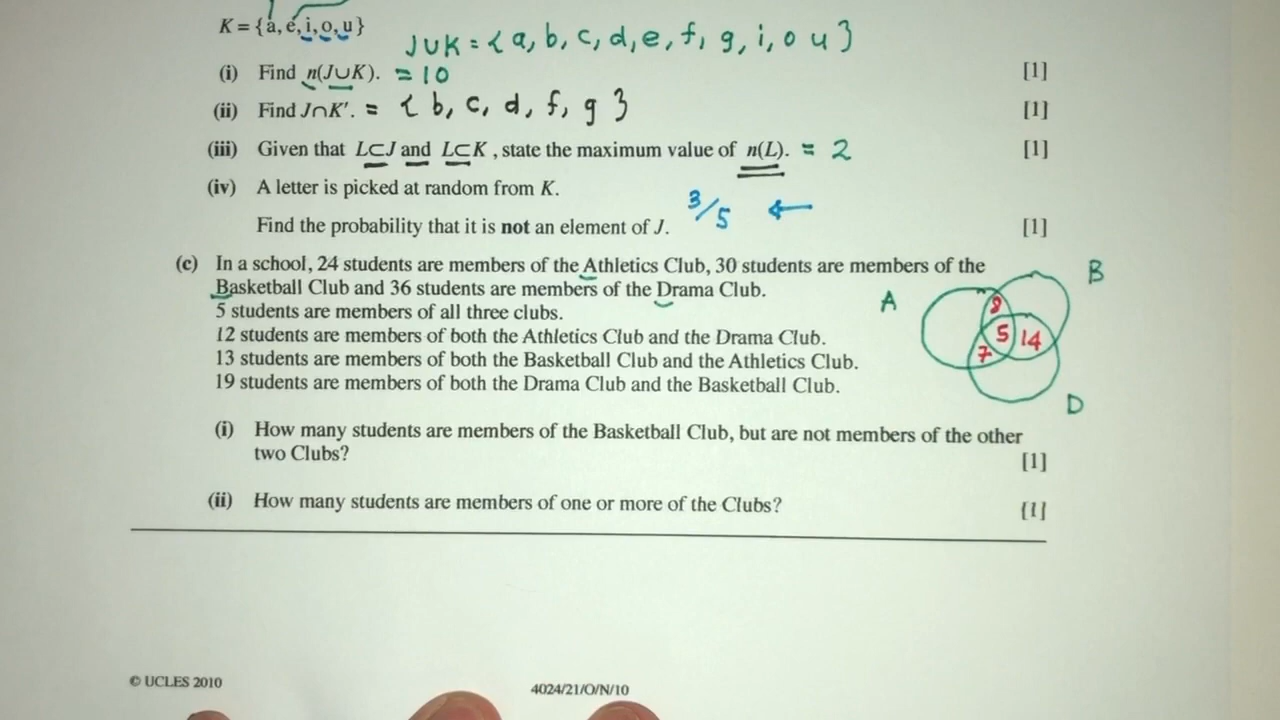 K = {a, e, i, o, u}
J∪K = { a, b, c, d, e, f, g, i, o u }
(i) Find n(J∪K). = 10 [1]
(ii) Find J∩K′. = { b, c, d, f, g } [1]
(iii) Given that L⊂J and L⊂K, state the maximum value of n(L). = 2 [1]
(iv) A letter is picked at random from K.
3/5 ←
Find the probability that it is not an element of J. [1]
(c) In a school, 24 students are members of the Athletics Club, 30 students are members of the
Basketball Club and 36 students are members of the Drama Club.
5 students are members of all three clubs.
12 students are members of both the Athletics Club and the Drama Club.
13 students are members of both the Basketball Club and the Athletics Club.
19 students are members of both the Drama Club and the Basketball Club.
A
B
8
5 14
7
D
(i) How many students are members of the Basketball Club, but are not members of the other
two Clubs? [1]
(ii) How many students are members of one or more of the Clubs? [1]
© UCLES 2010
4024/21/O/N/10